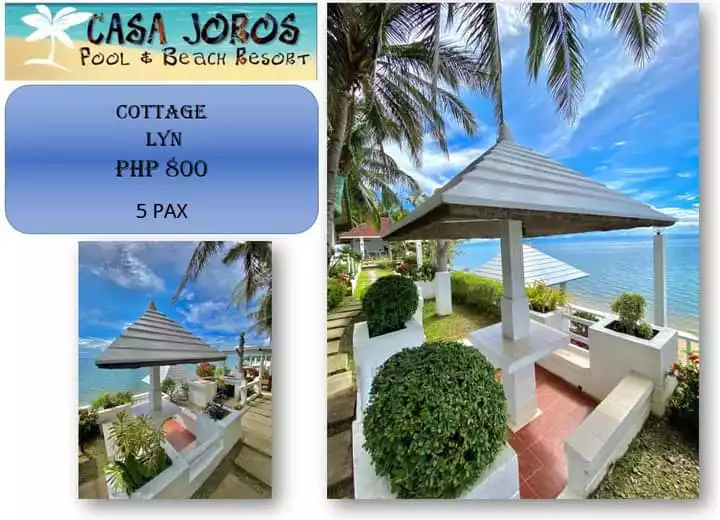 CASA JOROS
POOL & BEACH RESORT
COTTAGE
LYN
PHP 800
5 PAX